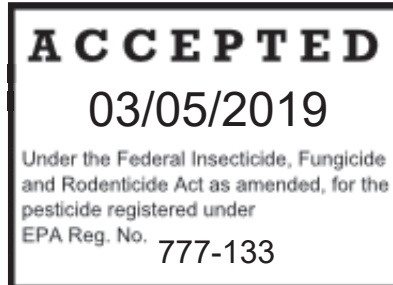 ACCEPTED
03/05/2019
Under the Federal Insecticide, Fungicide
and Rodenticide Act as amended, for the
pesticide registered under
EPA Reg. No. 777-133